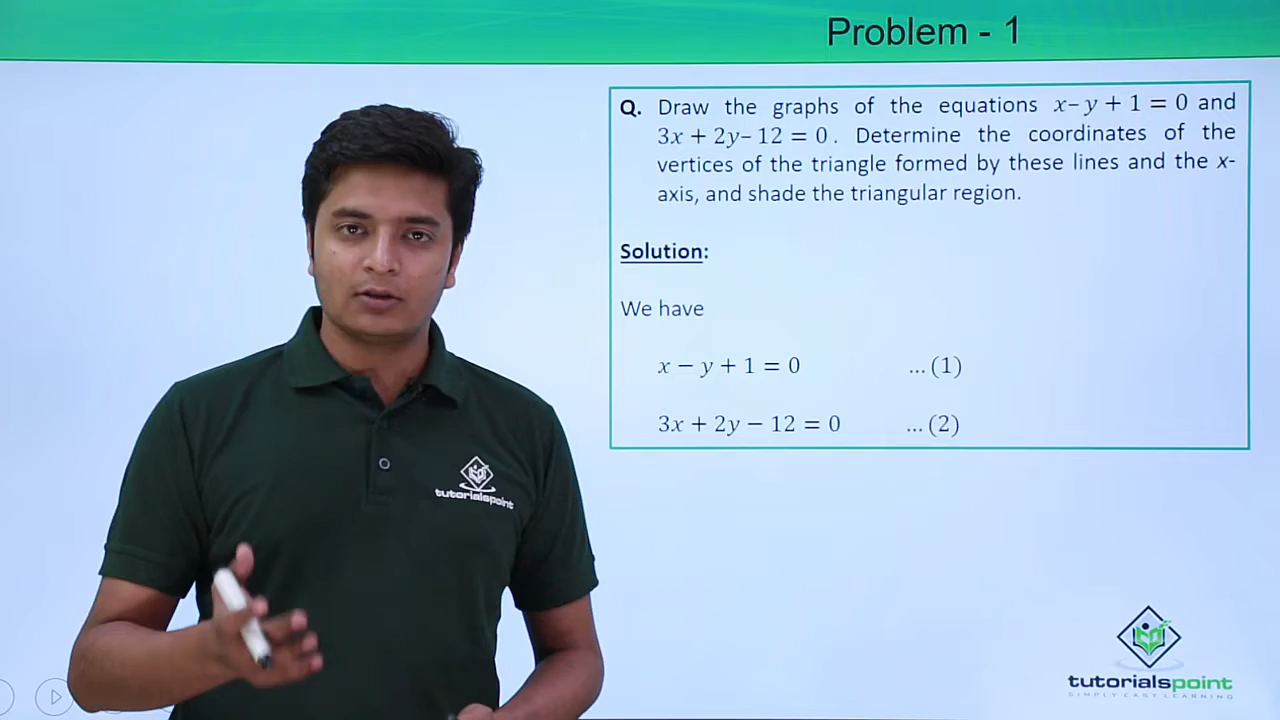 Problem - 1
Q. Draw the graphs of the equations x– y + 1 = 0 and
3x + 2y– 12 = 0. Determine the coordinates of the
vertices of the triangle formed by these lines and the x-
axis, and shade the triangular region.
Solution:
We have
x − y + 1 = 0 ... (1)
3x + 2y − 12 = 0 ... (2)
tutorialspoint
tutorialspoint
SIMPLY EASY LEARNING